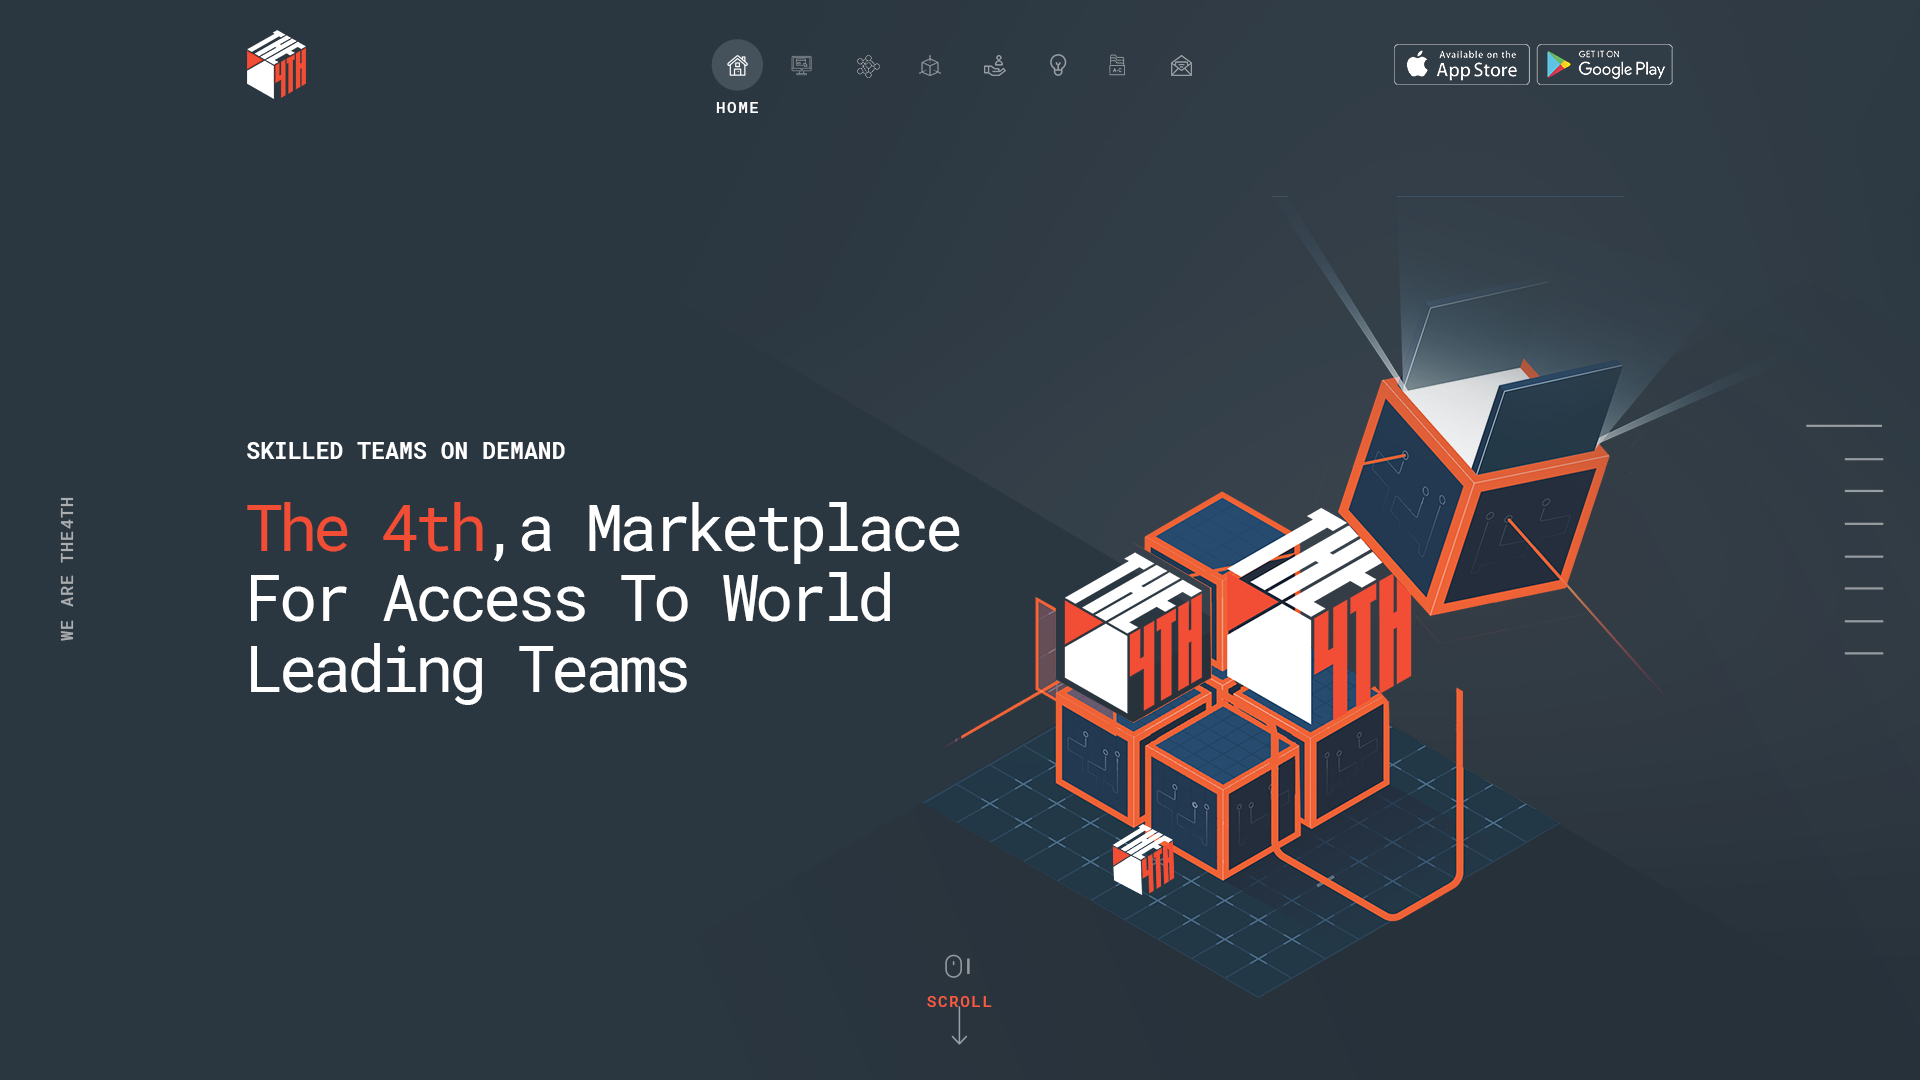 THE
4TH
HOME
A-C
Available on the
App Store
GET IT ON
Google Play
SKILLED TEAMS ON DEMAND
The 4th,a Marketplace
For Access To World
Leading Teams
WE ARE THE4TH
THE
4TH
THE
4TH
THE
4TH
SCROLL